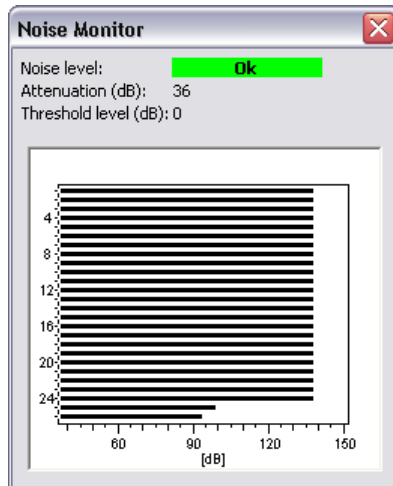 Noise Monitor
Noise level: Ok
Attenuation (dB): 36
Threshold level (dB): 0
4
8
12
16
20
24
60 90 120 150
[dB]